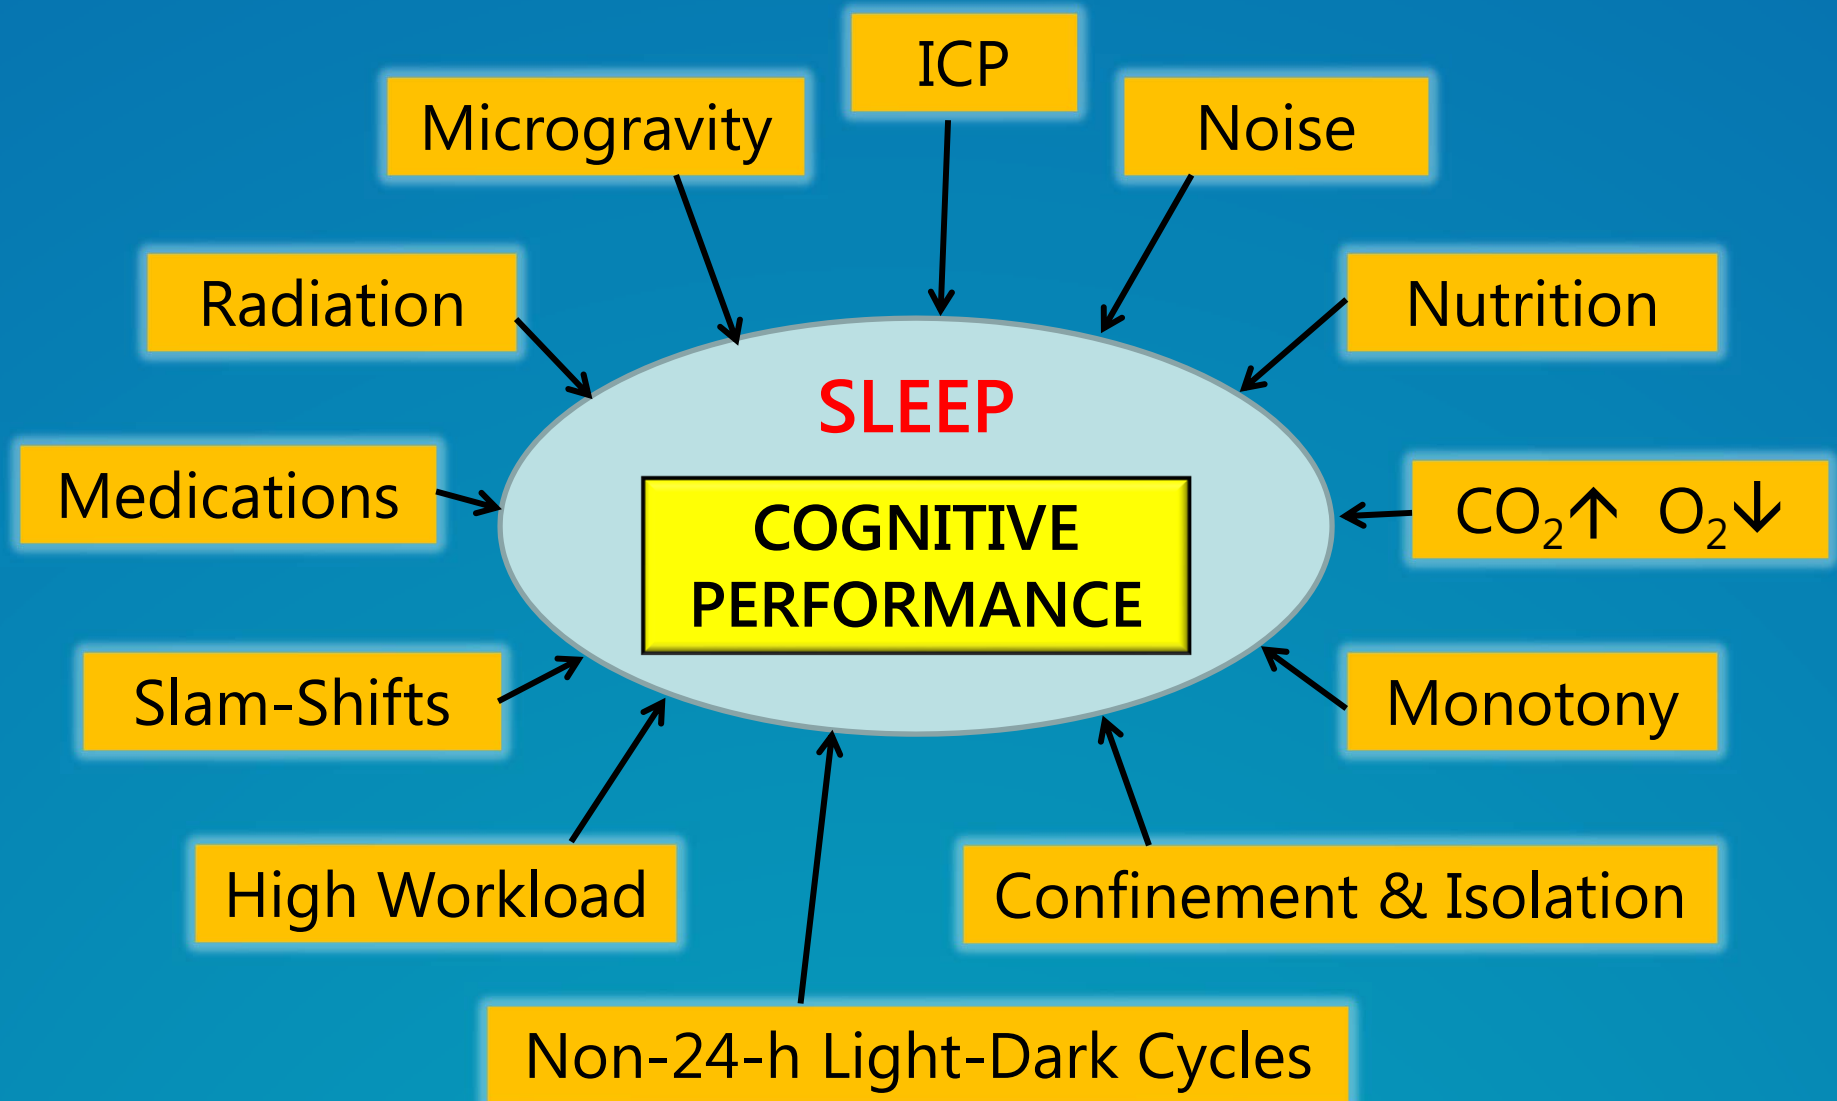 ICP
Microgravity
Noise
Radiation
Nutrition
SLEEP
Medications
COGNITIVE
PERFORMANCE
CO₂↑ O₂↓
Slam-Shifts
Monotony
High Workload
Confinement & Isolation
Non-24-h Light-Dark Cycles